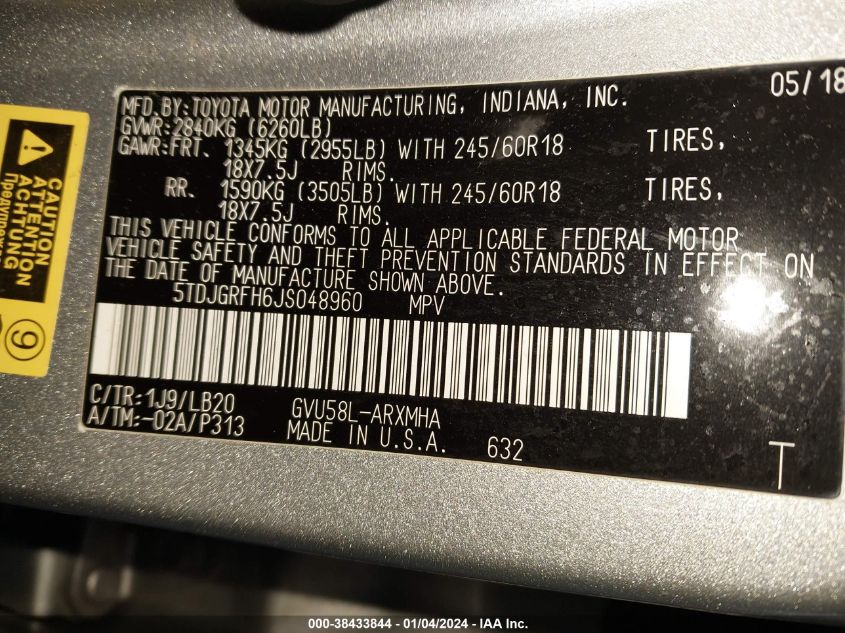 05/18
MFD. BY:TOYOTA MOTOR MANUFACTURING, INDIANA, INC.
GVWR:2840KG (6260LB)
GAWR:FRT. 1345KG (2955LB) WITH 245/60R18 TIRES,
18X7.5J RIMS.
RR. 1590KG (3505LB) WITH 245/60R18 TIRES,
18X7.5J RIMS.
THIS VEHICLE CONFORMS TO ALL APPLICABLE FEDERAL MOTOR
VEHICLE SAFETY AND THEFT PREVENTION STANDARDS IN EFFECT ON
THE DATE OF MANUFACTURE SHOWN ABOVE.
5TDJGRFH6JS048960 MPV
C/TR:1J9/LB20 GVU58L-ARXMHA
A/TM:-02A/P313 MADE IN U.S.A. 632
T
CAUTION
ATTENTION
ACHTUNG
9
000-38433844 | 01/04/2024 | IAA Inc.